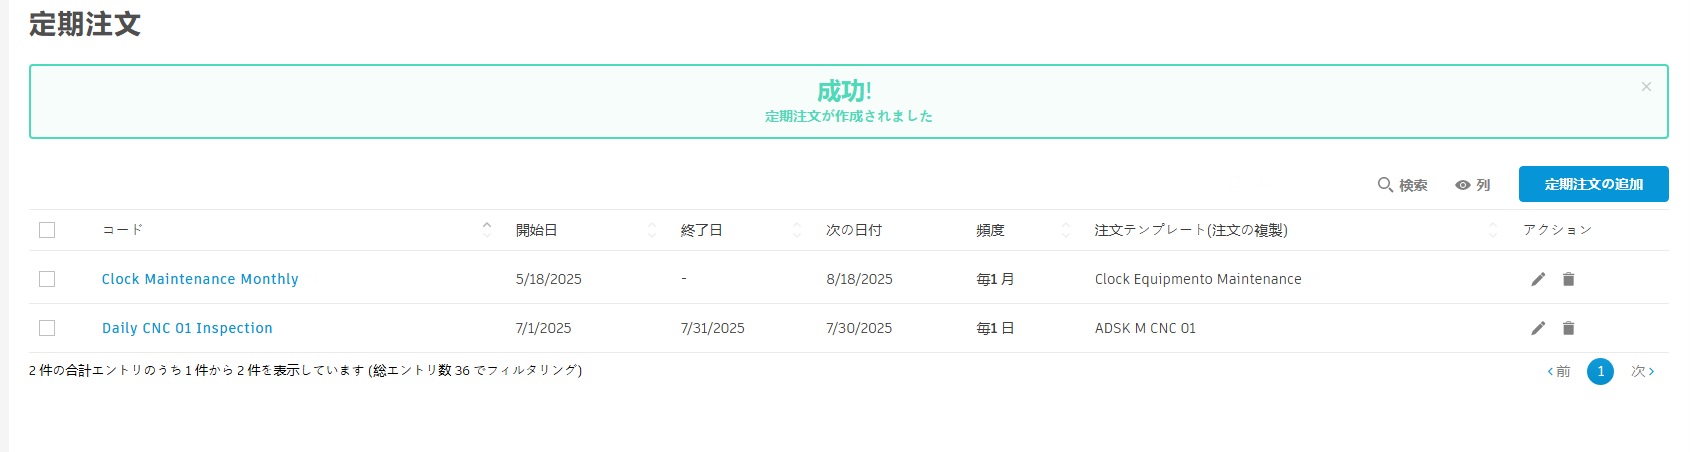 定期注文
成功!
定期注文が作成されました
×
検索 列 定期注文の追加
コード 開始日 終了日 次の日付 頻度 注文テンプレート(注文の複製) アクション
Clock Maintenance Monthly 5/18/2025 - 8/18/2025 毎1 月 Clock Equipmento Maintenance
Daily CNC 01 Inspection 7/1/2025 7/31/2025 7/30/2025 毎1 日 ADSK M CNC 01
2 件の合計エントリのうち 1 件から 2 件を表示しています (総エントリ数 36 でフィルタリング) ‹ 前 1 次 ›